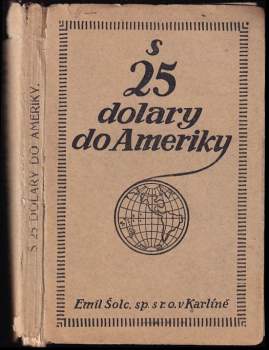 S 25 DOLARY DO AMERIKY.
S
25
dolary
do Ameriky
Emil Šolc, sp. s r. o. v Karlíně